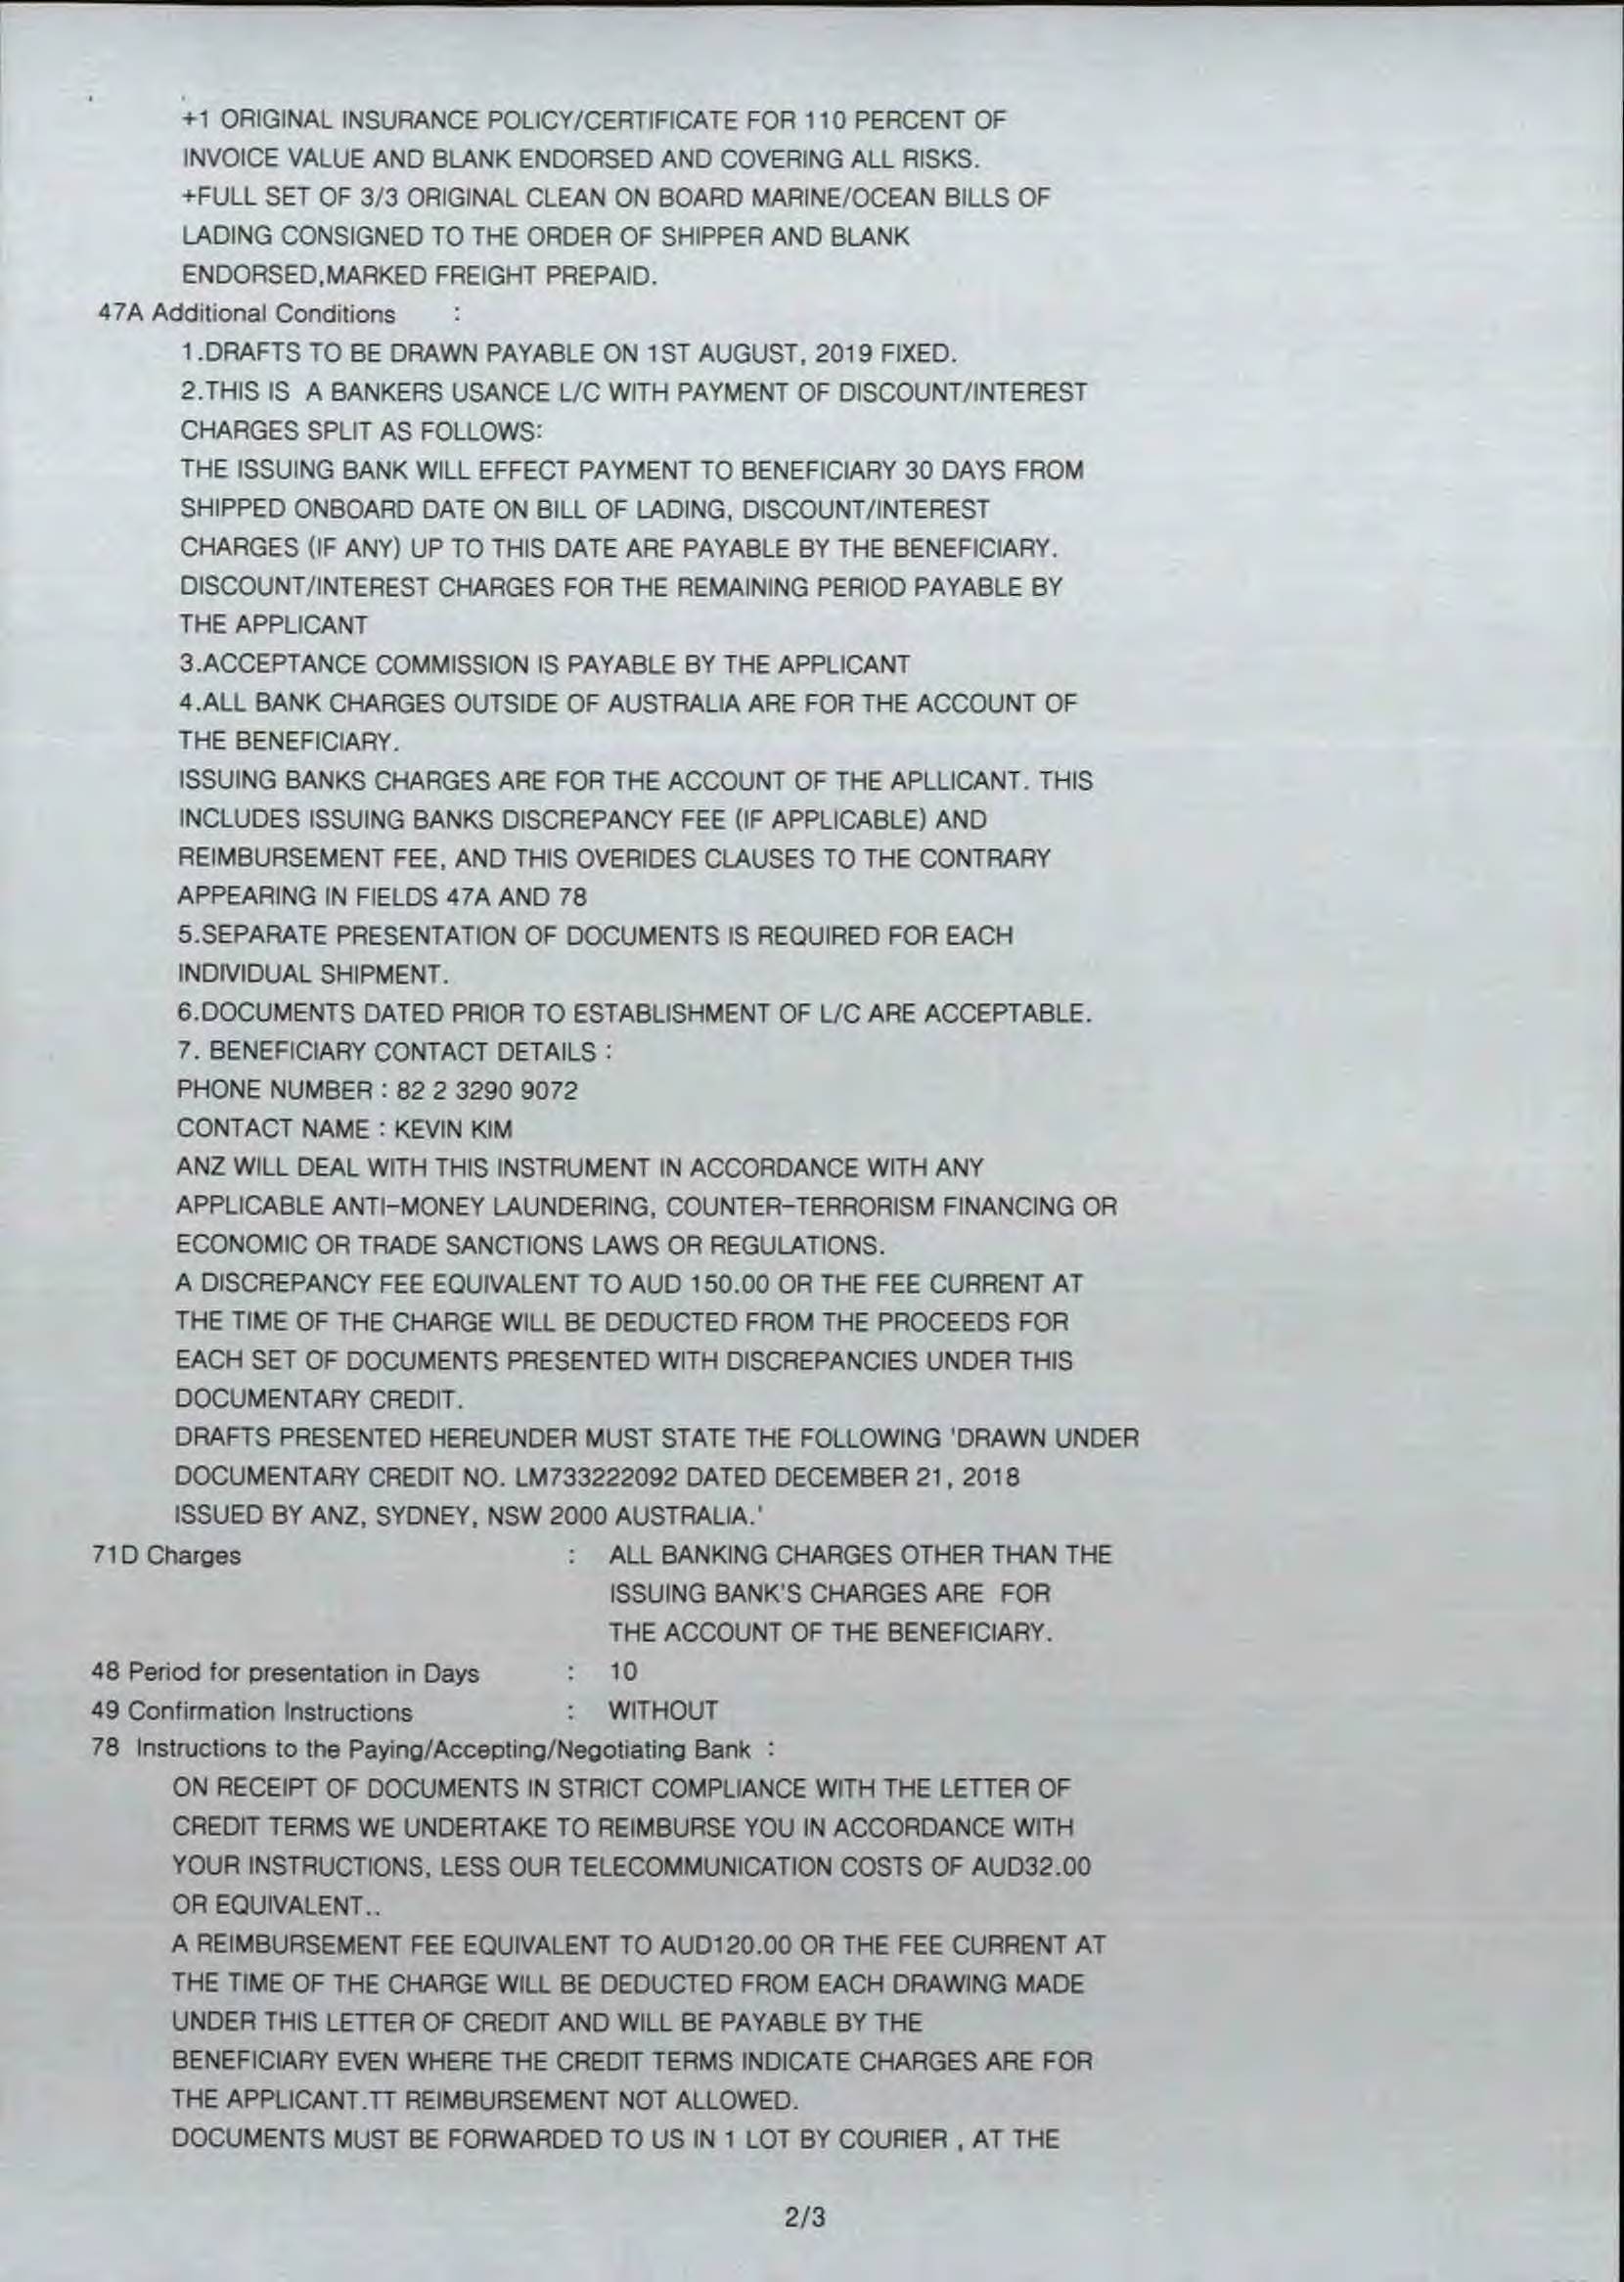 +1 ORIGINAL INSURANCE POLICY/CERTIFICATE FOR 110 PERCENT OF
INVOICE VALUE AND BLANK ENDORSED AND COVERING ALL RISKS.
+FULL SET OF 3/3 ORIGINAL CLEAN ON BOARD MARINE/OCEAN BILLS OF
LADING CONSIGNED TO THE ORDER OF SHIPPER AND BLANK
ENDORSED,MARKED FREIGHT PREPAID.
47A Additional Conditions :
1.DRAFTS TO BE DRAWN PAYABLE ON 1ST AUGUST, 2019 FIXED.
2.THIS IS A BANKERS USANCE L/C WITH PAYMENT OF DISCOUNT/INTEREST
CHARGES SPLIT AS FOLLOWS:
THE ISSUING BANK WILL EFFECT PAYMENT TO BENEFICIARY 30 DAYS FROM
SHIPPED ONBOARD DATE ON BILL OF LADING, DISCOUNT/INTEREST
CHARGES (IF ANY) UP TO THIS DATE ARE PAYABLE BY THE BENEFICIARY.
DISCOUNT/INTEREST CHARGES FOR THE REMAINING PERIOD PAYABLE BY
THE APPLICANT
3.ACCEPTANCE COMMISSION IS PAYABLE BY THE APPLICANT
4.ALL BANK CHARGES OUTSIDE OF AUSTRALIA ARE FOR THE ACCOUNT OF
THE BENEFICIARY.
ISSUING BANKS CHARGES ARE FOR THE ACCOUNT OF THE APLLICANT. THIS
INCLUDES ISSUING BANKS DISCREPANCY FEE (IF APPLICABLE) AND
REIMBURSEMENT FEE, AND THIS OVERIDES CLAUSES TO THE CONTRARY
APPEARING IN FIELDS 47A AND 78
5.SEPARATE PRESENTATION OF DOCUMENTS IS REQUIRED FOR EACH
INDIVIDUAL SHIPMENT.
6.DOCUMENTS DATED PRIOR TO ESTABLISHMENT OF L/C ARE ACCEPTABLE.
7. BENEFICIARY CONTACT DETAILS :
PHONE NUMBER : 82 2 3290 9072
CONTACT NAME : KEVIN KIM
ANZ WILL DEAL WITH THIS INSTRUMENT IN ACCORDANCE WITH ANY
APPLICABLE ANTI-MONEY LAUNDERING, COUNTER-TERRORISM FINANCING OR
ECONOMIC OR TRADE SANCTIONS LAWS OR REGULATIONS.
A DISCREPANCY FEE EQUIVALENT TO AUD 150.00 OR THE FEE CURRENT AT
THE TIME OF THE CHARGE WILL BE DEDUCTED FROM THE PROCEEDS FOR
EACH SET OF DOCUMENTS PRESENTED WITH DISCREPANCIES UNDER THIS
DOCUMENTARY CREDIT.
DRAFTS PRESENTED HEREUNDER MUST STATE THE FOLLOWING 'DRAWN UNDER
DOCUMENTARY CREDIT NO. LM733222092 DATED DECEMBER 21, 2018
ISSUED BY ANZ, SYDNEY, NSW 2000 AUSTRALIA.'
71D Charges : ALL BANKING CHARGES OTHER THAN THE
ISSUING BANK'S CHARGES ARE FOR
THE ACCOUNT OF THE BENEFICIARY.
48 Period for presentation in Days : 10
49 Confirmation Instructions : WITHOUT
78 Instructions to the Paying/Accepting/Negotiating Bank :
ON RECEIPT OF DOCUMENTS IN STRICT COMPLIANCE WITH THE LETTER OF
CREDIT TERMS WE UNDERTAKE TO REIMBURSE YOU IN ACCORDANCE WITH
YOUR INSTRUCTIONS, LESS OUR TELECOMMUNICATION COSTS OF AUD32.00
OR EQUIVALENT..
A REIMBURSEMENT FEE EQUIVALENT TO AUD120.00 OR THE FEE CURRENT AT
THE TIME OF THE CHARGE WILL BE DEDUCTED FROM EACH DRAWING MADE
UNDER THIS LETTER OF CREDIT AND WILL BE PAYABLE BY THE
BENEFICIARY EVEN WHERE THE CREDIT TERMS INDICATE CHARGES ARE FOR
THE APPLICANT.TT REIMBURSEMENT NOT ALLOWED.
DOCUMENTS MUST BE FORWARDED TO US IN 1 LOT BY COURIER , AT THE
2/3